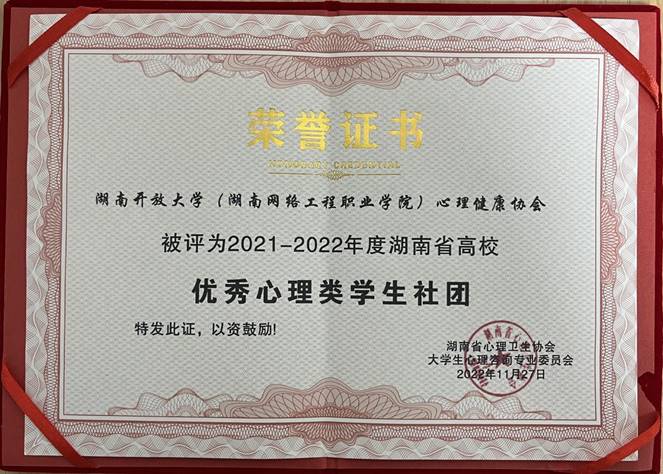 荣誉证书
HONORARY CREDENTIAL
湖南开放大学（湖南网络工程职业学院）心理健康协会
被评为2021-2022年度湖南省高校
优秀心理类学生社团
特发此证，以资鼓励!
湖南省心理卫生协会
大学生心理咨询专业委员会
2022年11月27日